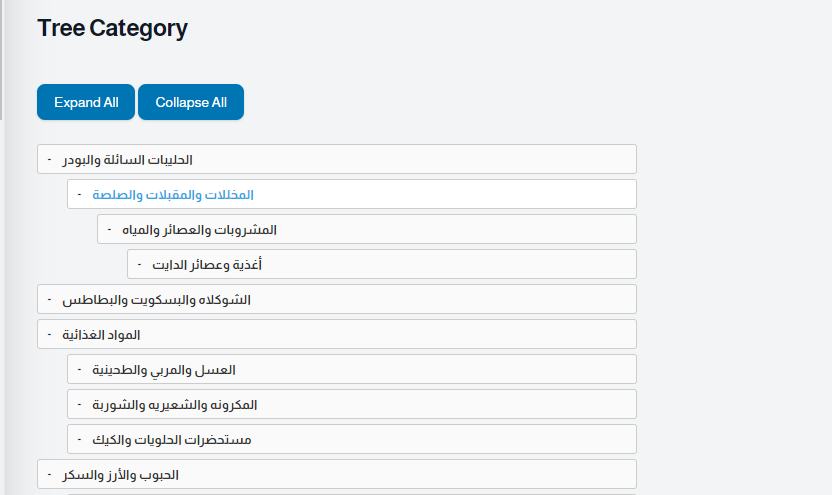 Tree Category
Expand All Collapse All
- الحليبات السائلة والبودر
- المخللات والمقبلات والصلصة
- المشروبات والعصائر والمياه
- أغذية وعصائر الدايت
- الشوكلاه والبسكويت والبطاطس
- المواد الغذائية
- العسل والمربي والطحينية
- المكرونه والشعيريه والشوربة
- مستحضرات الحلويات والكيك
- الحبوب والأرز والسكر